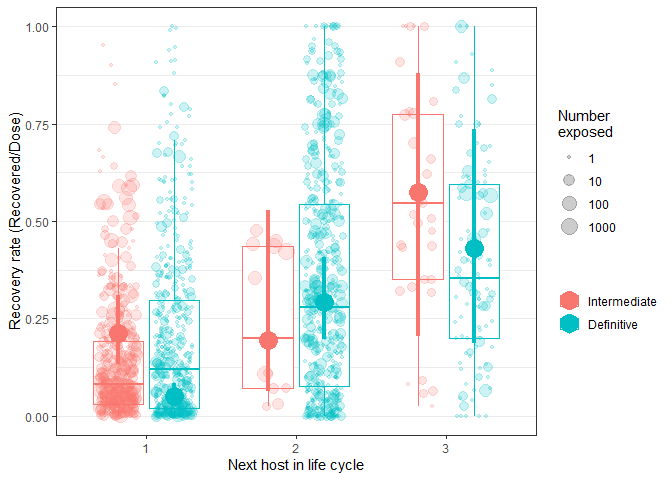 1.00
0.75
0.50
0.25
0.00
Recovery rate (Recovered/Dose)
1
2
3
Next host in life cycle
Number
exposed
1
10
100
1000
Intermediate
Definitive